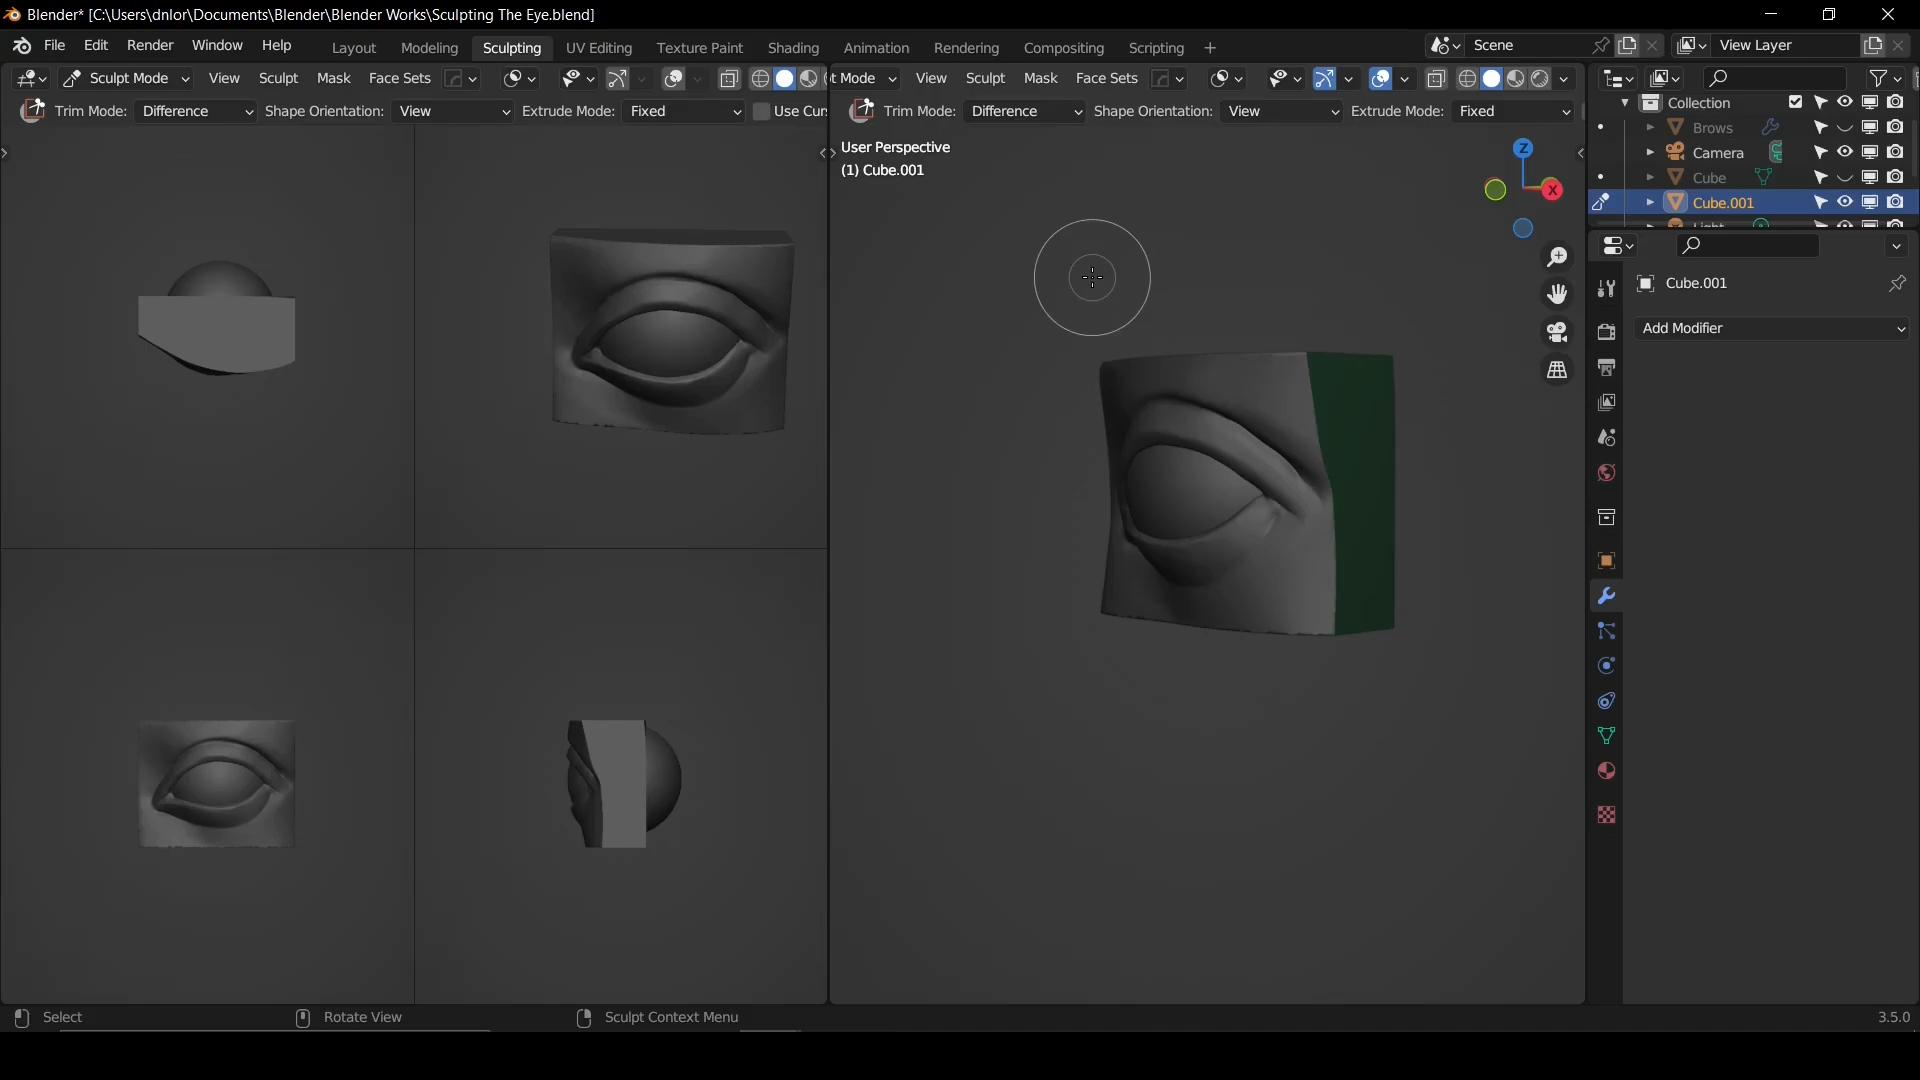 Blender* [C:\Users\dnlor\Documents\Blender\Blender Works\Sculpting The Eye.blend]
File Edit Render Window Help Layout Modeling Sculpting UV Editing Texture Paint Shading Animation Rendering Compositing Scripting + Scene View Layer
Sculpt Mode View Sculpt Mask Face Sets t Mode View Sculpt Mask Face Sets
Trim Mode: Difference Shape Orientation: View Extrude Mode: Fixed Use Cur Trim Mode: Difference Shape Orientation: View Extrude Mode: Fixed
Collection
Brows
Camera
Cube
Cube.001
User Perspective
(1) Cube.001
Z
X
Cube.001
Add Modifier
Select Rotate View Sculpt Context Menu 3.5.0